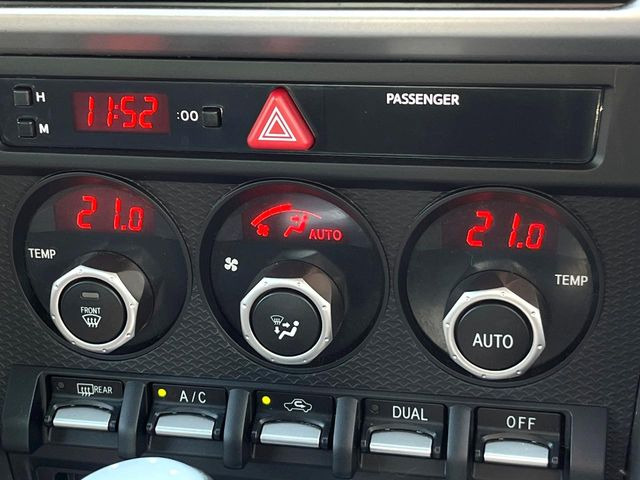 H
11:52
:00
M
PASSENGER
21.0
AUTO
21.0
TEMP
TEMP
FRONT
AUTO
REAR
A/C
DUAL
OFF